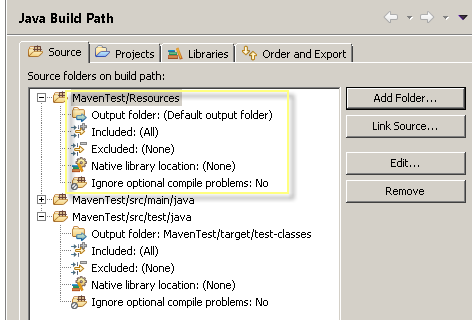 Java Build Path
Source Projects Libraries Order and Export
Source folders on build path:
MavenTest/Resources
Output folder: (Default output folder)
Included: (All)
Excluded: (None)
Native library location: (None)
Ignore optional compile problems: No
MavenTest/src/main/java
MavenTest/src/test/java
Output folder: MavenTest/target/test-classes
Included: (All)
Excluded: (None)
Native library location: (None)
Ignore optional compile problems: No
Add Folder...
Link Source...
Edit...
Remove